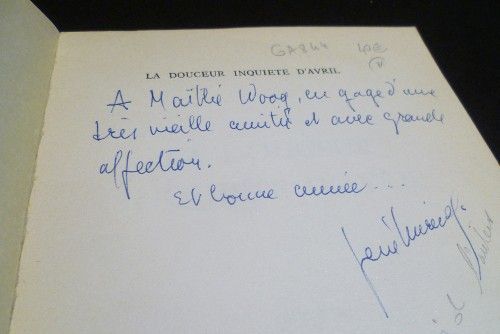 GA844
LA DOUCEUR INQUIETE D'AVRIL
A Maïthé Woog, en gage d'une
très vieille amitié et avec grande
affection.
Et bonne année...